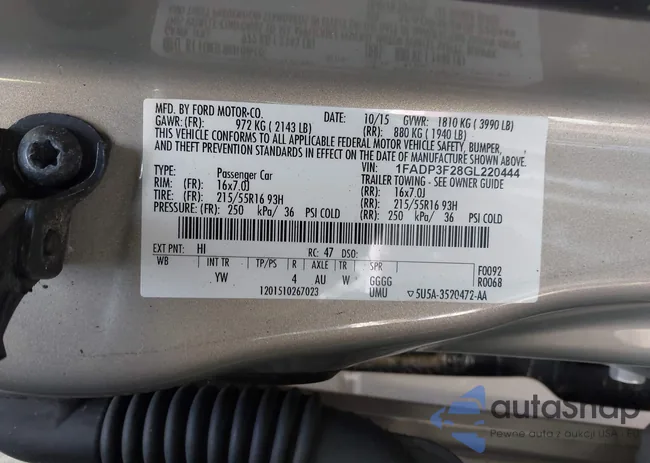 MFD. BY FORD MOTOR-CO.
DATE: 10/15 GVWR: 1810 KG ( 3990 LB)
GAWR: (FR): 972 KG ( 2143 LB) (RR): 880 KG ( 1940 LB)
THIS VEHICLE CONFORMS TO ALL APPLICABLE FEDERAL MOTOR VEHICLE SAFETY, BUMPER,
AND THEFT PREVENTION STANDARDS IN EFFECT ON THE DATE OF MANUFACTURE SHOWN ABOVE.
VIN: 1FADP3F28GL220444
TYPE: Passenger Car TRAILER TOWING - SEE OWNER GUIDE
RIM: (FR): 16x7.0J (RR): 16x7.0J
TIRE: (FR): 215/55R16 93H (RR): 215/55R16 93H
PRESSURE: (FR): 250 kPa/ 36 PSI COLD (RR): 250 kPa/ 36 PSI COLD
EXT PNT: HI RC: 47 DSO: F0092
WB INT TR TP/PS R AXLE TR SPR R0068
YW 4 AU W GGGG
1201510267023 UMU ▽5U5A-3520472-AA
autaShop
Pewne auta z aukcji USA - EU